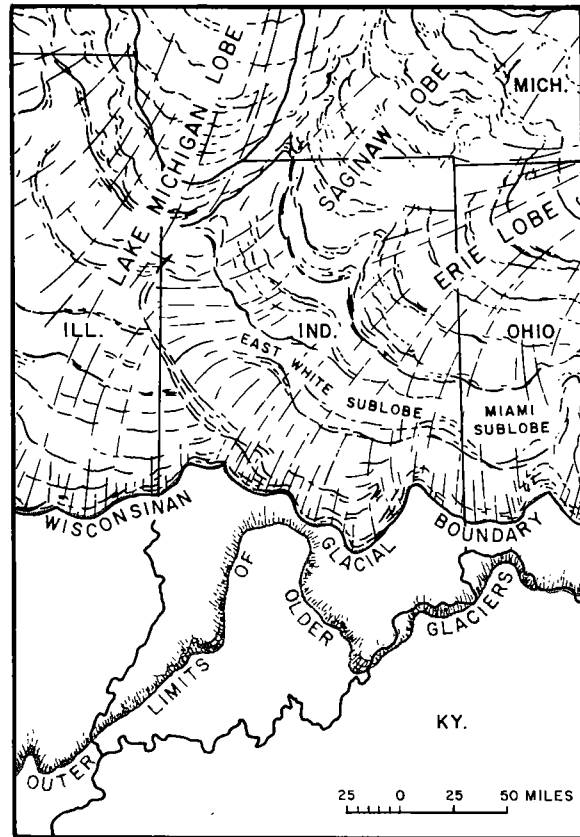 LAKE MICHIGAN LOBE
SAGINAW LOBE
MICH.
ERIE LOBE
ILL.
IND.
OHIO
EAST WHITE SUBLOBE
MIAMI
SUBLOBE
WISCONSINAN GLACIAL BOUNDARY
OUTER LIMITS OF OLDER GLACIERS
KY.
25 0 25 50 MILES